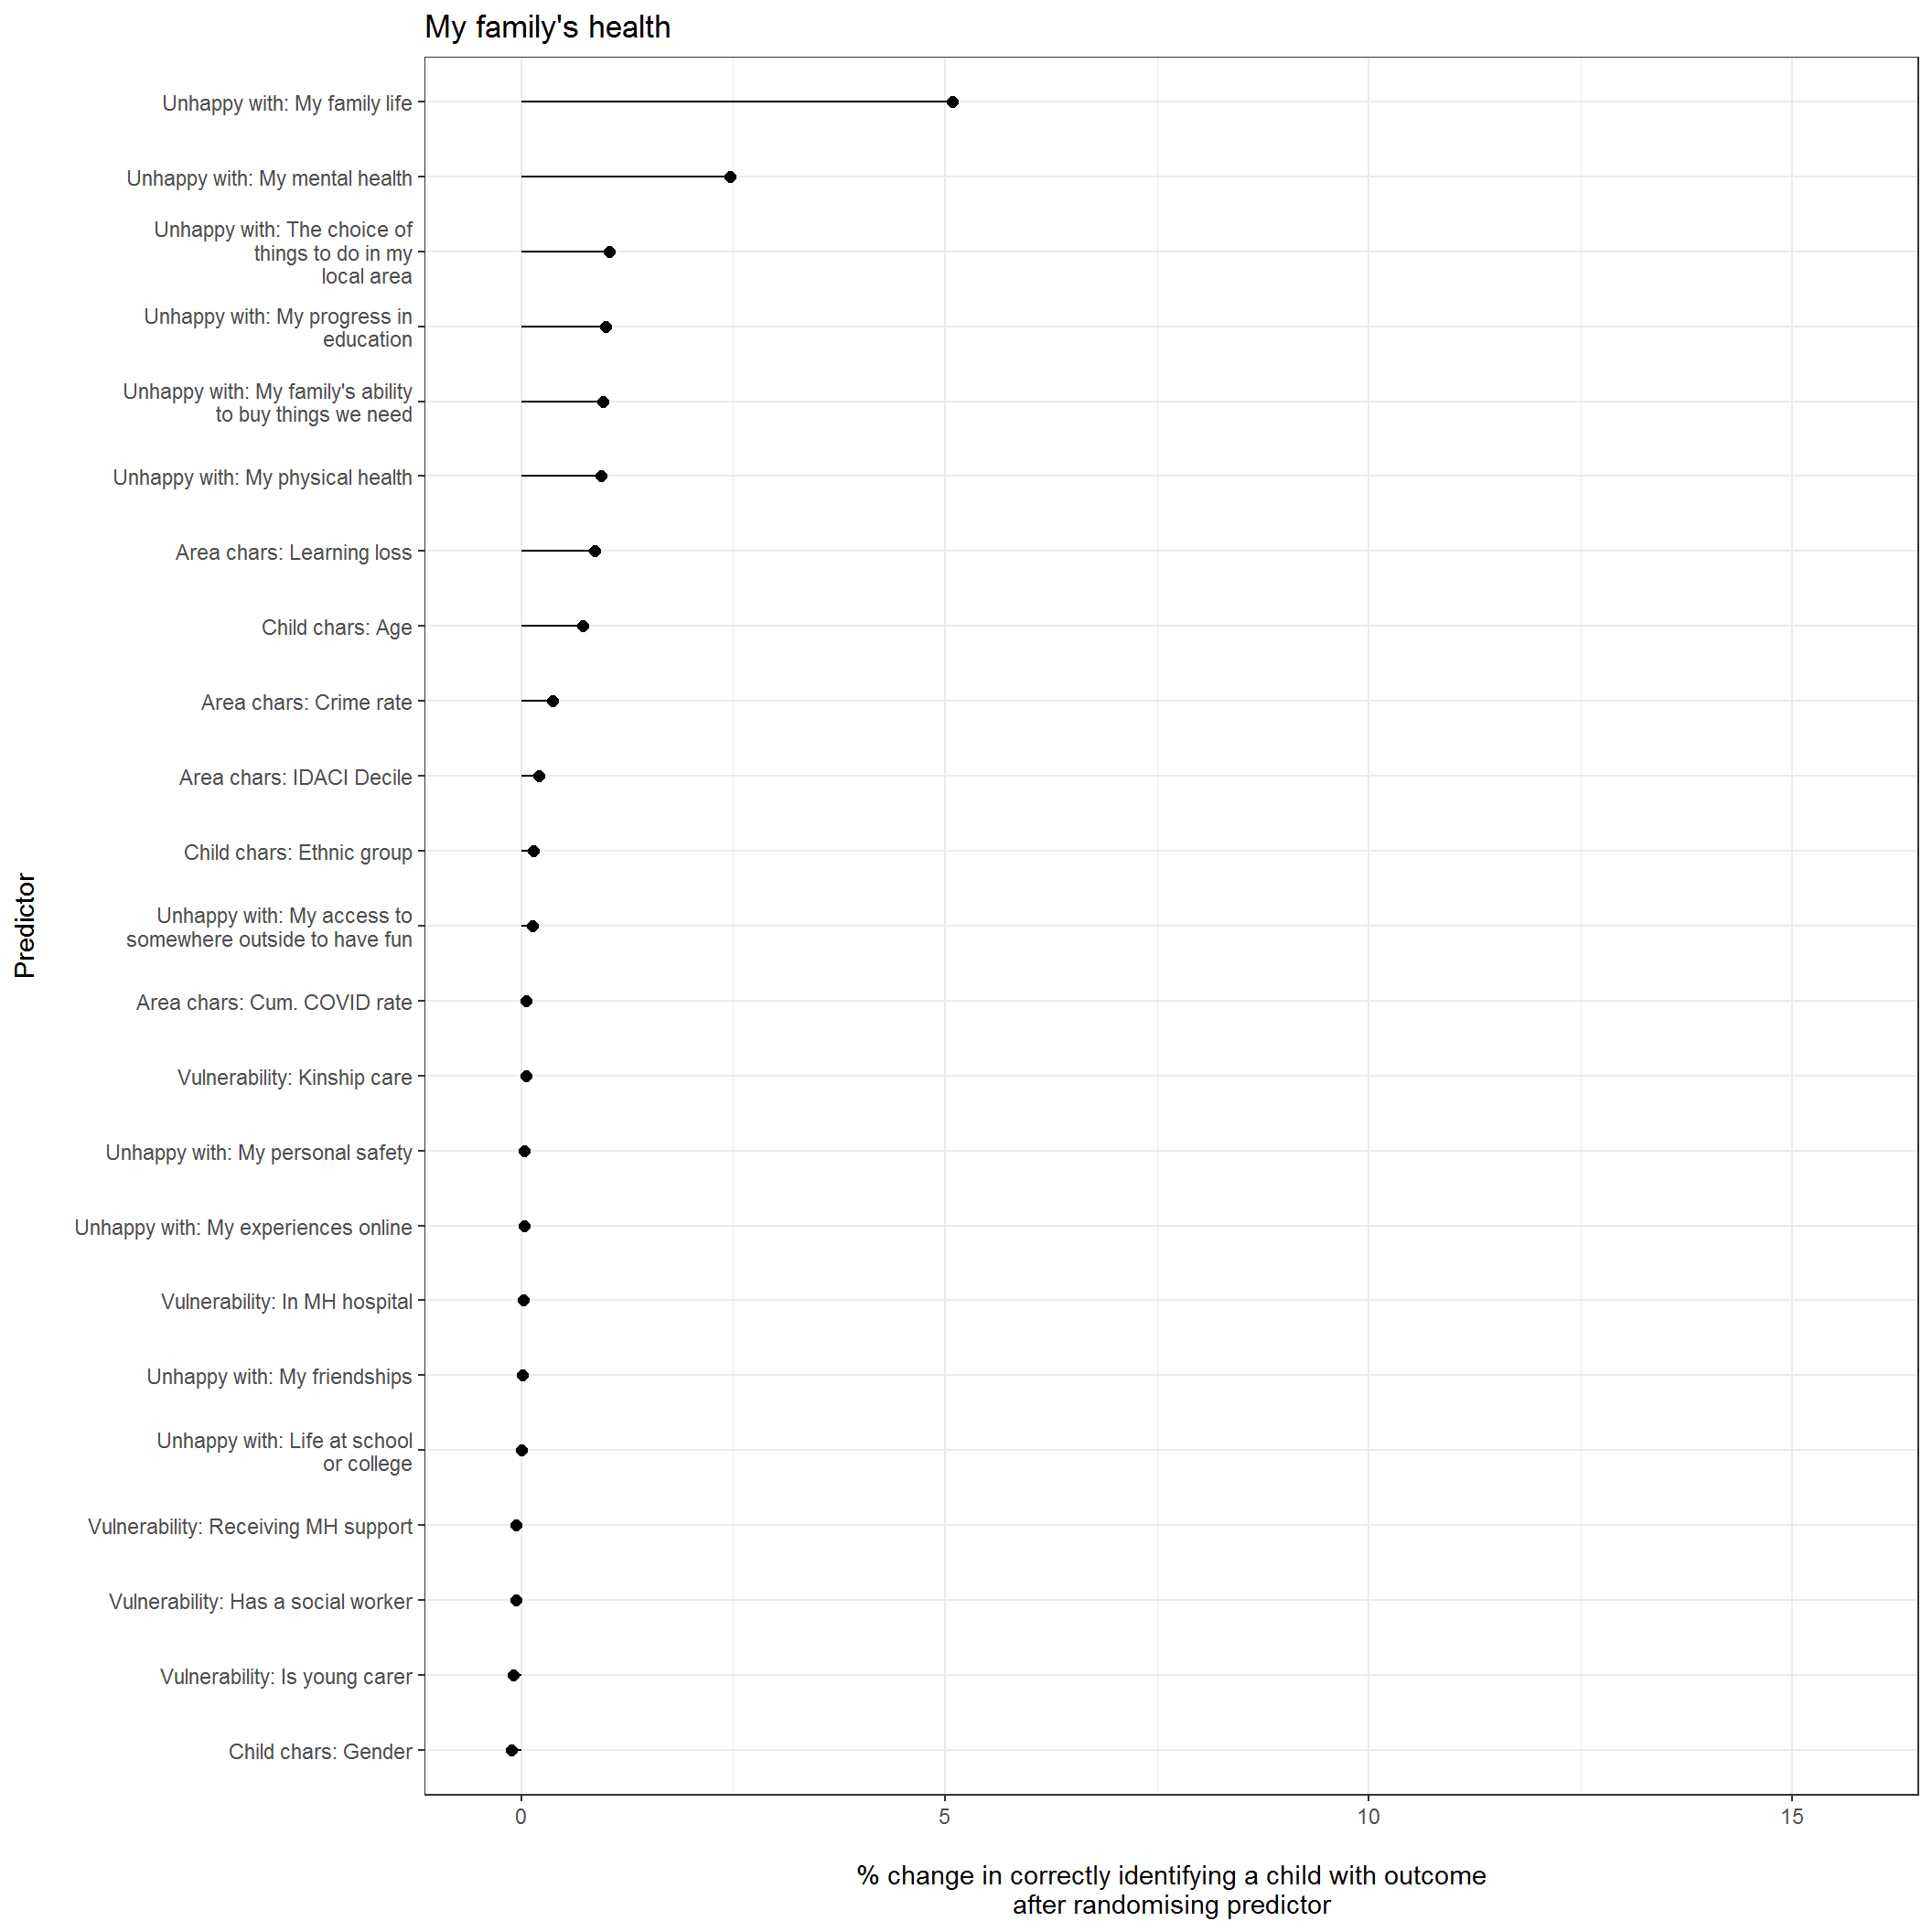 My family's health
Unhappy with: My family life
Unhappy with: My mental health
Unhappy with: The choice of
things to do in my
local area
Unhappy with: My progress in
education
Unhappy with: My family's ability
to buy things we need
Unhappy with: My physical health
Area chars: Learning loss
Child chars: Age
Area chars: Crime rate
Area chars: IDACI Decile
Child chars: Ethnic group
Unhappy with: My access to
somewhere outside to have fun
Area chars: Cum. COVID rate
Vulnerability: Kinship care
Unhappy with: My personal safety
Unhappy with: My experiences online
Vulnerability: In MH hospital
Unhappy with: My friendships
Unhappy with: Life at school
or college
Vulnerability: Receiving MH support
Vulnerability: Has a social worker
Vulnerability: Is young carer
Child chars: Gender
Predictor
0 5 10 15
% change in correctly identifying a child with outcome
after randomising predictor